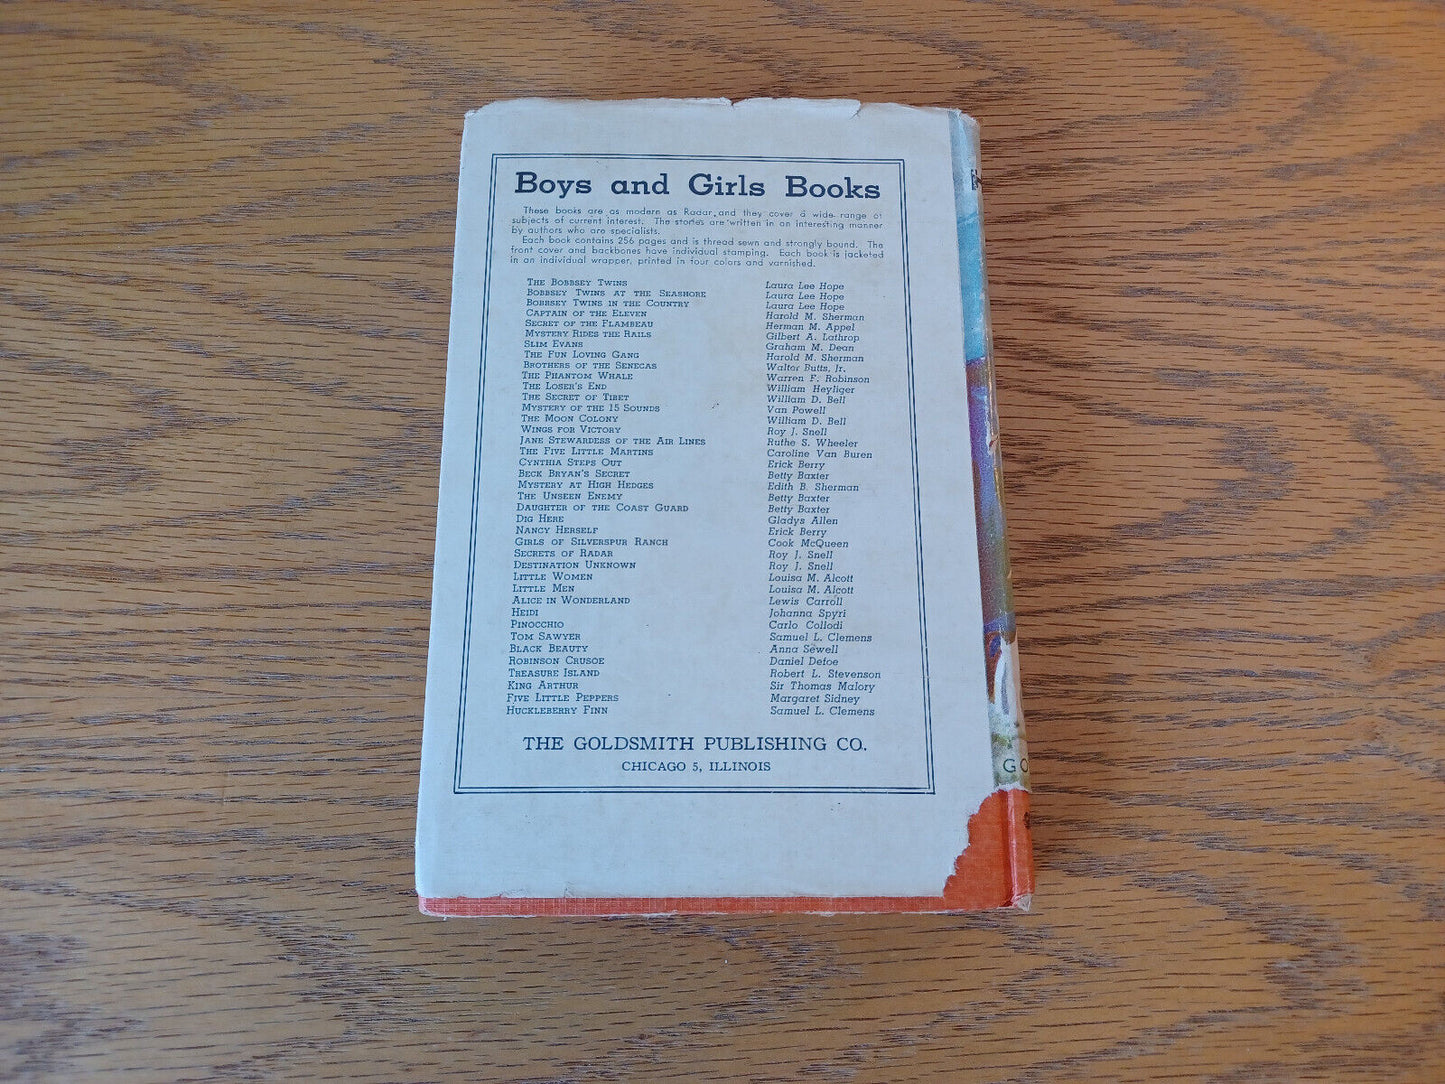 Boys and Girls Books
These books are as modern as Radar, and they cover a wide range of
subjects of current interest. The stories are written in an interesting manner
by authors who are specialists.
Each book contains 256 pages and is thread sewn and strongly bound. The
front cover and backbones have individual stamping. Each book is jacketed
in an individual wrapper, printed in four colors and varnished.
The Bobbsey Twins Laura Lee Hope
Bobbsey Twins at the Seashore Laura Lee Hope
Bobbsey Twins in the Country Laura Lee Hope
Captain of the Eleven Harold M. Sherman
Secret of the Flambeau Herman M. Appel
Mystery Rides the Rails Gilbert A. Lathrop
Slim Evans Graham M. Dean
The Fun Loving Gang Harold M. Sherman
Brothers of the Senecas Walter Butts, Jr.
The Phantom Whale Warren F. Robinson
The Loser's End William Heyliger
The Secret of Tibet William D. Bell
Mystery of the 15 Sounds Van Powell
The Moon Colony William D. Bell
Wings for Victory Roy J. Snell
Jane Stewardess of the Air Lines Ruthe S. Wheeler
The Five Little Martins Caroline Van Buren
Cynthia Steps Out Erick Berry
Beck Bryan's Secret Betty Baxter
Mystery at High Hedges Edith B. Sherman
The Unseen Enemy Betty Baxter
Daughter of the Coast Guard Betty Baxter
Dig Here Gladys Allen
Nancy Herself Erick Berry
Girls of Silverspur Ranch Cook McQueen
Secrets of Radar Roy J. Snell
Destination Unknown Roy J. Snell
Little Women Louisa M. Alcott
Little Men Louisa M. Alcott
Alice in Wonderland Lewis Carroll
Heidi Johanna Spyri
Pinocchio Carlo Collodi
Tom Sawyer Samuel L. Clemens
Black Beauty Anna Sewell
Robinson Crusoe Daniel Defoe
Treasure Island Robert L. Stevenson
King Arthur Sir Thomas Malory
Five Little Peppers Margaret Sidney
Huckleberry Finn Samuel L. Clemens
THE GOLDSMITH PUBLISHING CO.
CHICAGO 5, ILLINOIS
GO